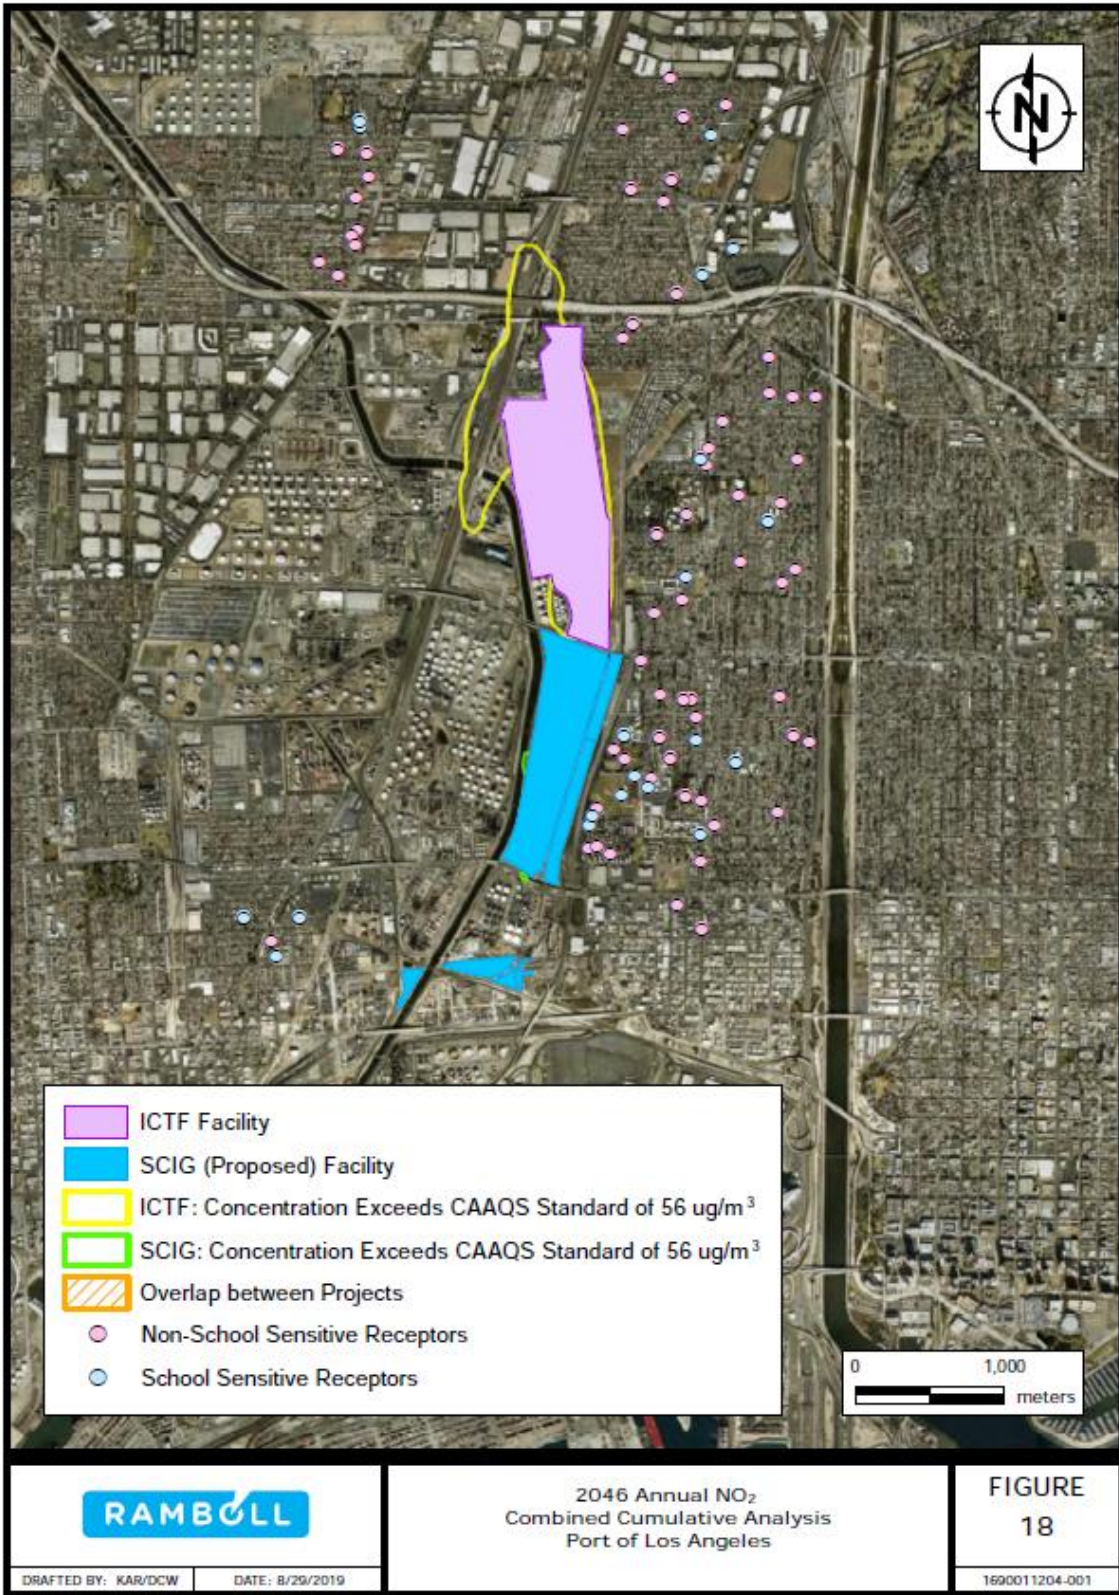 N
ICTF Facility
SCIG (Proposed) Facility
ICTF: Concentration Exceeds CAAQS Standard of 56 ug/m³
SCIG: Concentration Exceeds CAAQS Standard of 56 ug/m³
Overlap between Projects
Non-School Sensitive Receptors
School Sensitive Receptors
0 1,000
meters
RAMBOLL
DRAFTED BY: KAR/DCW DATE: 8/29/2019
2046 Annual NO₂
Combined Cumulative Analysis
Port of Los Angeles
FIGURE
18
1690011204-001